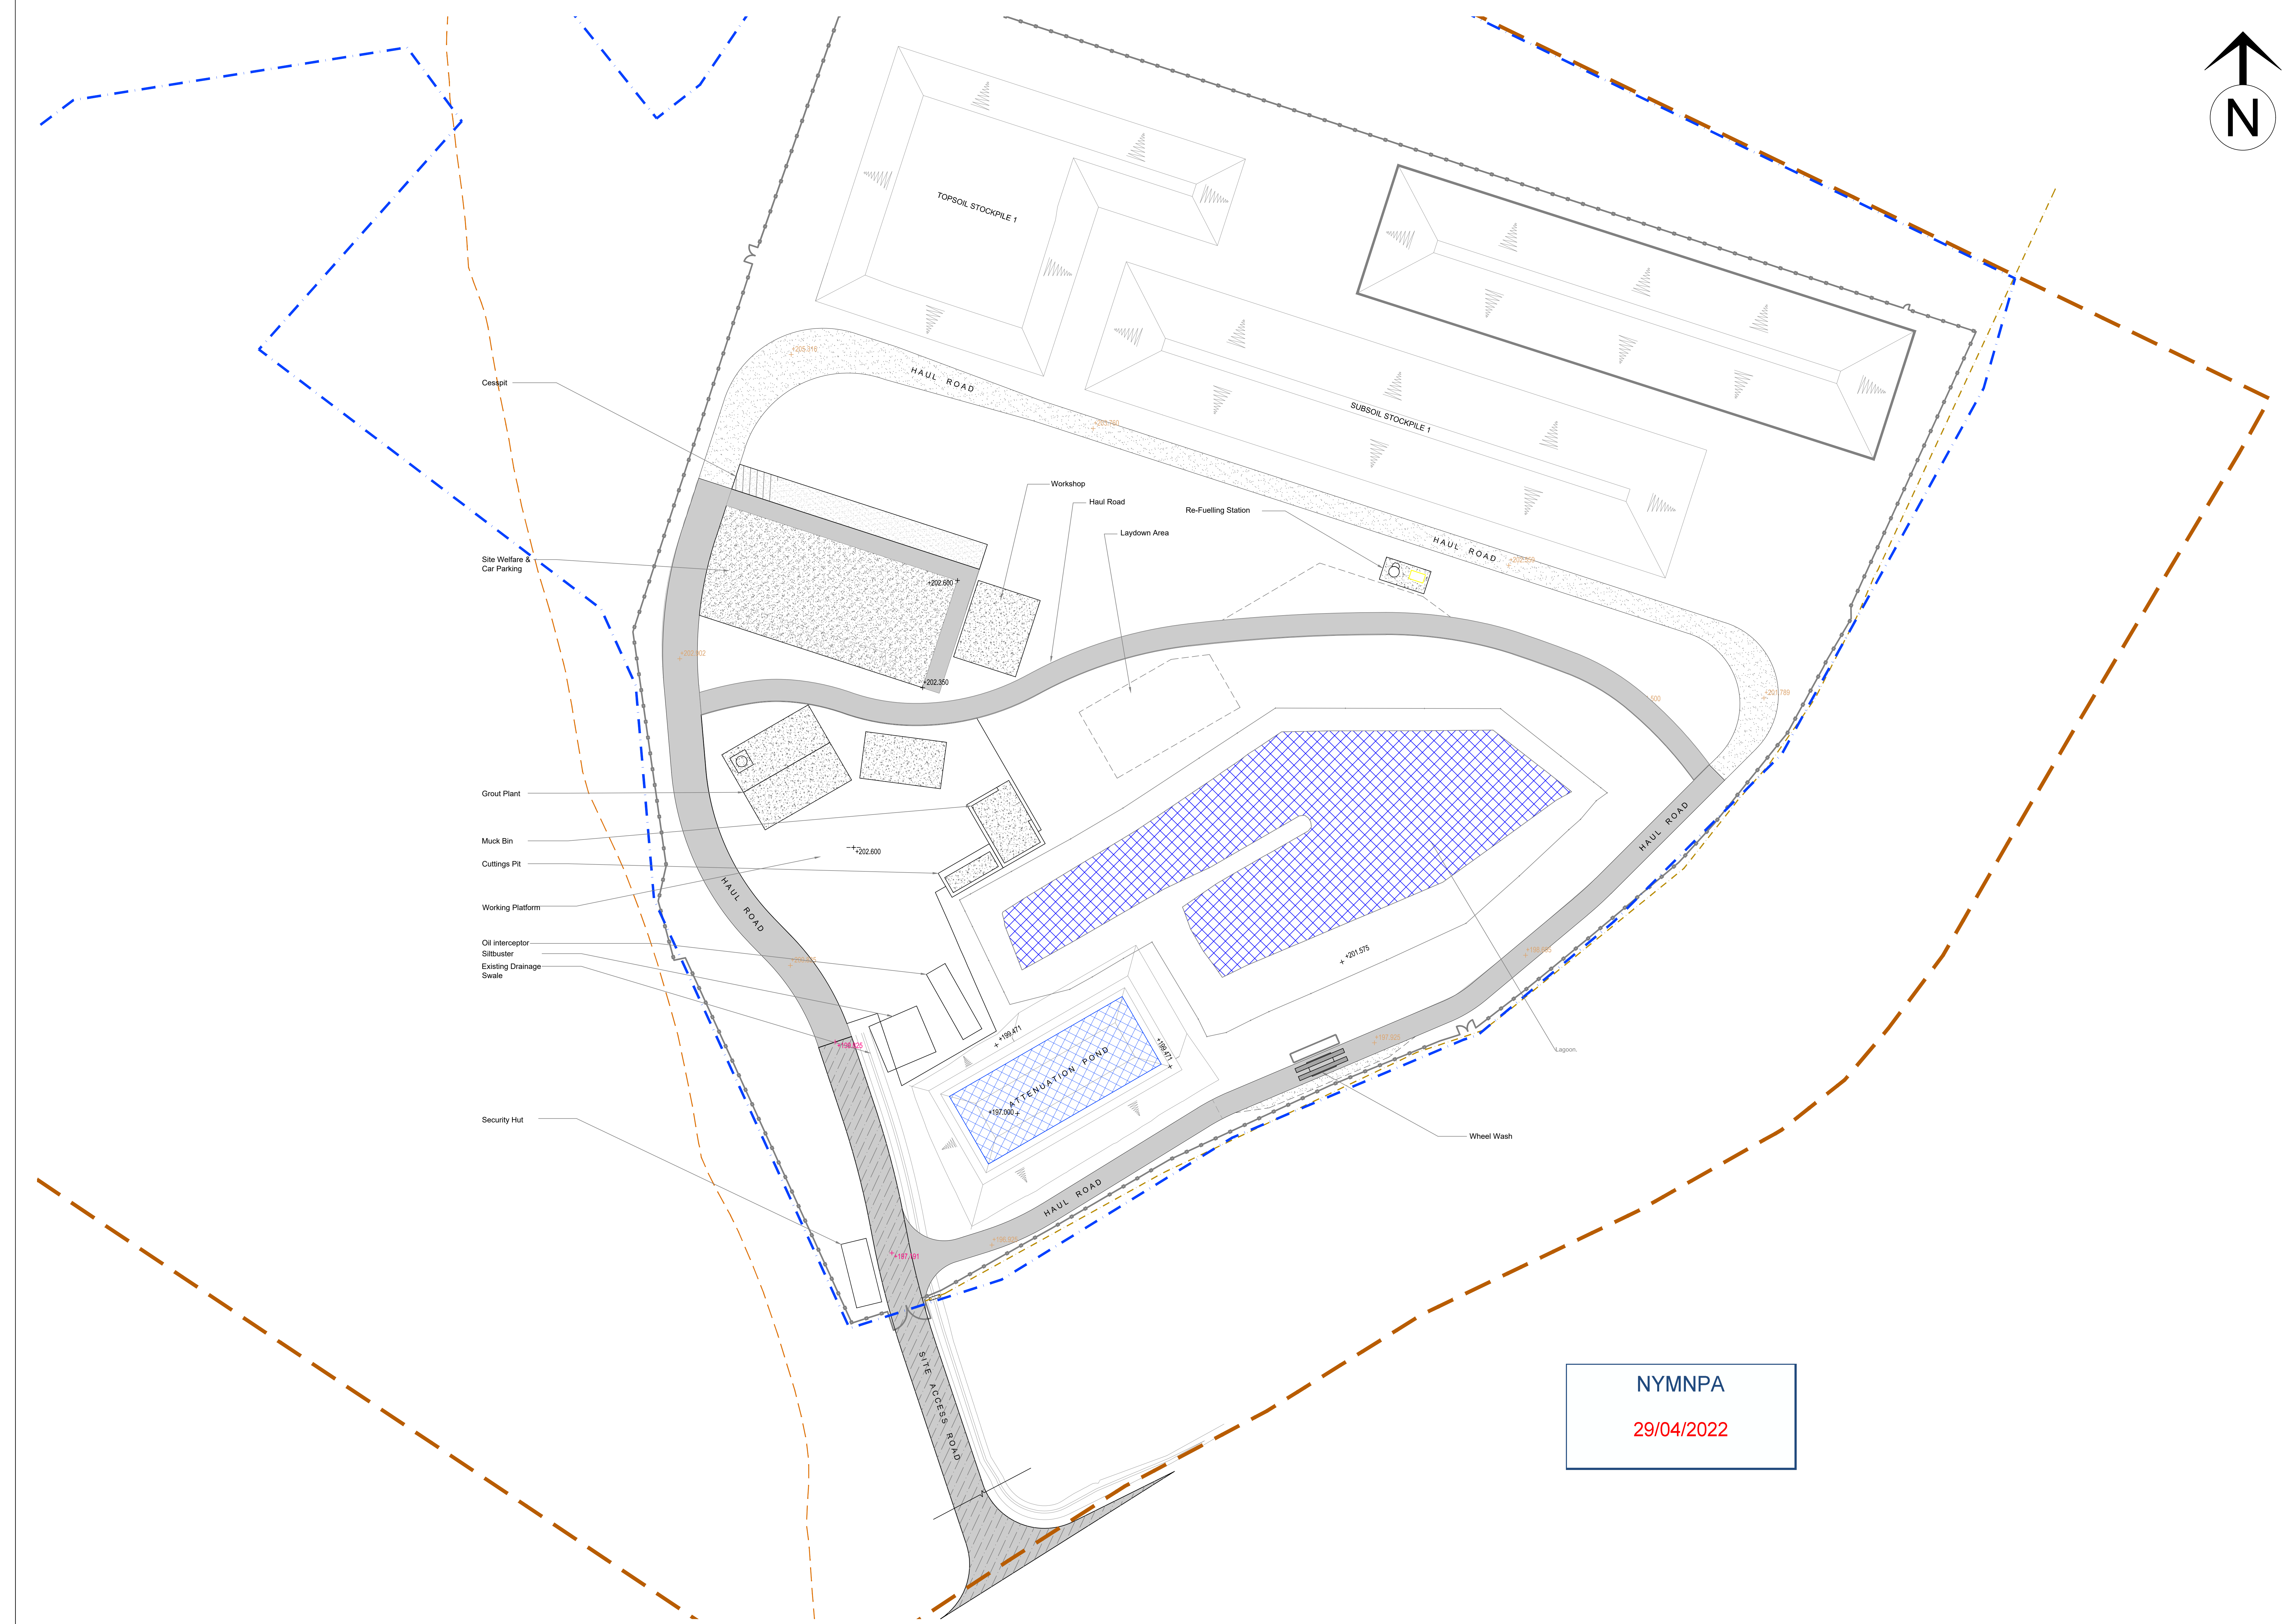 N
TOPSOIL STOCKPILE 1
HAUL ROAD
Cesspit
SUBSOIL STOCKPILE 1
Workshop
Haul Road
Re-Fuelling Station
Laydown Area
HAUL ROAD
Site Welfare &
Car Parking
+202.600
+202.350
Grout Plant
HAUL ROAD
Muck Bin
+202.600
Cuttings Pit
HAUL ROAD
Working Platform
Oil interceptor
Siltbuster
Existing Drainage
Swale
+201.575
+199.471
+199.471
Lagoon.
ATTENUATION POND
+197.000
Security Hut
Wheel Wash
HAUL ROAD
SITE ACCESS ROAD
NYMNPA
29/04/2022